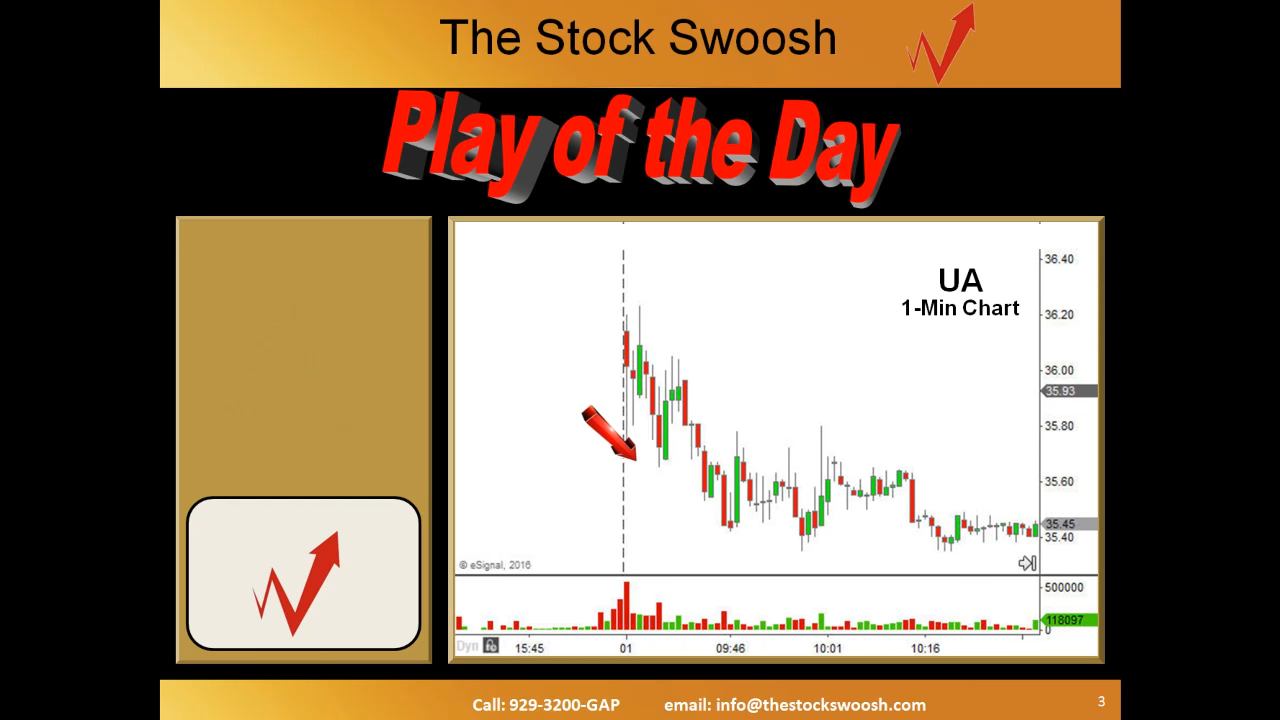 The Stock Swoosh
Play of the Day
UA
1-Min Chart
36.40
36.20
36.00
35.93
35.80
35.60
35.45
35.40
© eSignal, 2016
500000
118097
0
Dyn 15:45 01 09:46 10:01 10:16
Call: 929-3200-GAP email: info@thestockswoosh.com 3